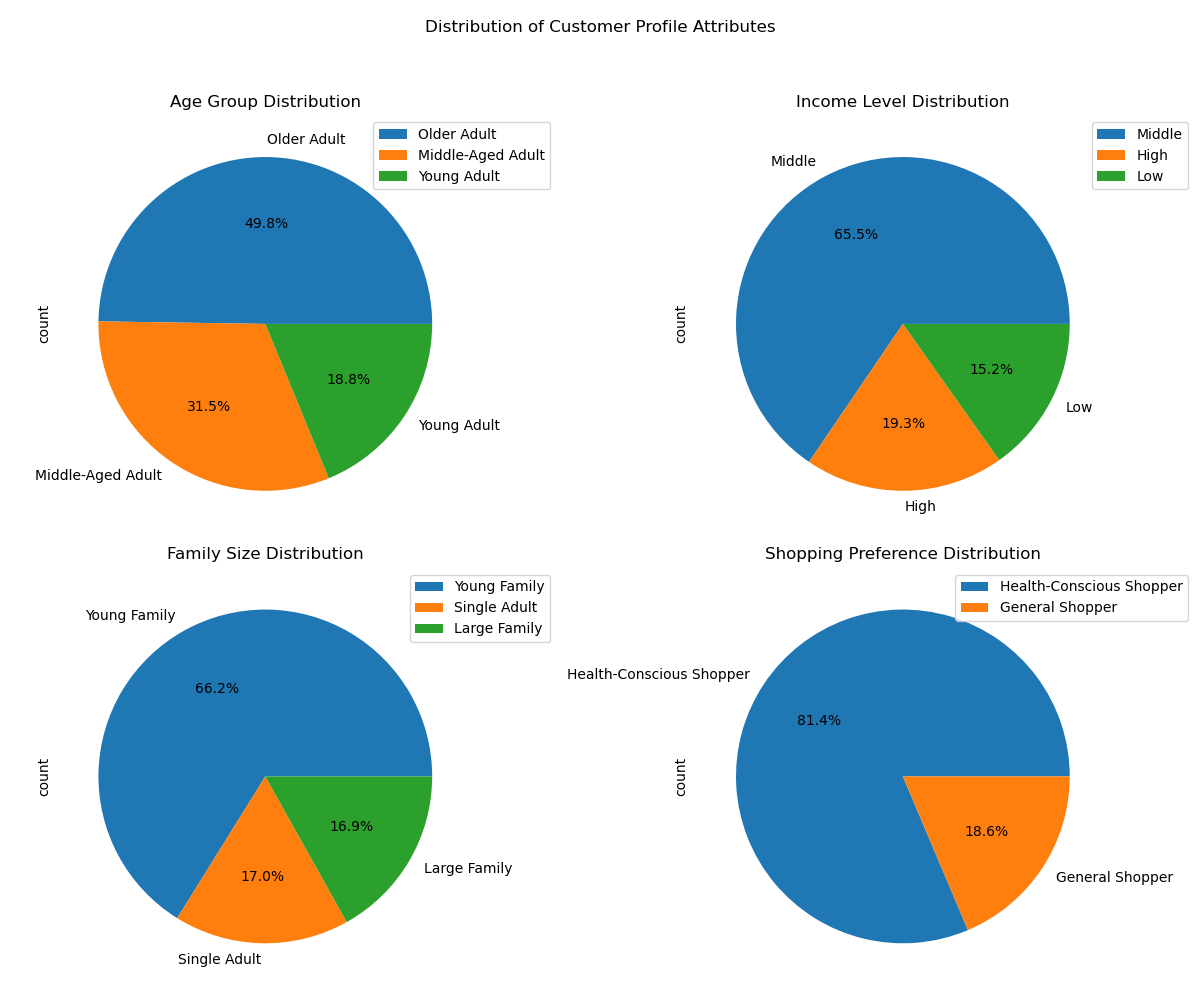 Distribution of Customer Profile Attributes
Age Group Distribution
Older Adult
Older Adult
Middle-Aged Adult
Young Adult
49.8%
count
18.8%
31.5%
Young Adult
Middle-Aged Adult
Income Level Distribution
Middle
High
Low
Middle
65.5%
count
15.2%
Low
19.3%
High
Family Size Distribution
Young Family
Single Adult
Large Family
Young Family
66.2%
count
16.9%
Large Family
17.0%
Single Adult
Shopping Preference Distribution
Health-Conscious Shopper
General Shopper
Health-Conscious Shopper
81.4%
count
18.6%
General Shopper